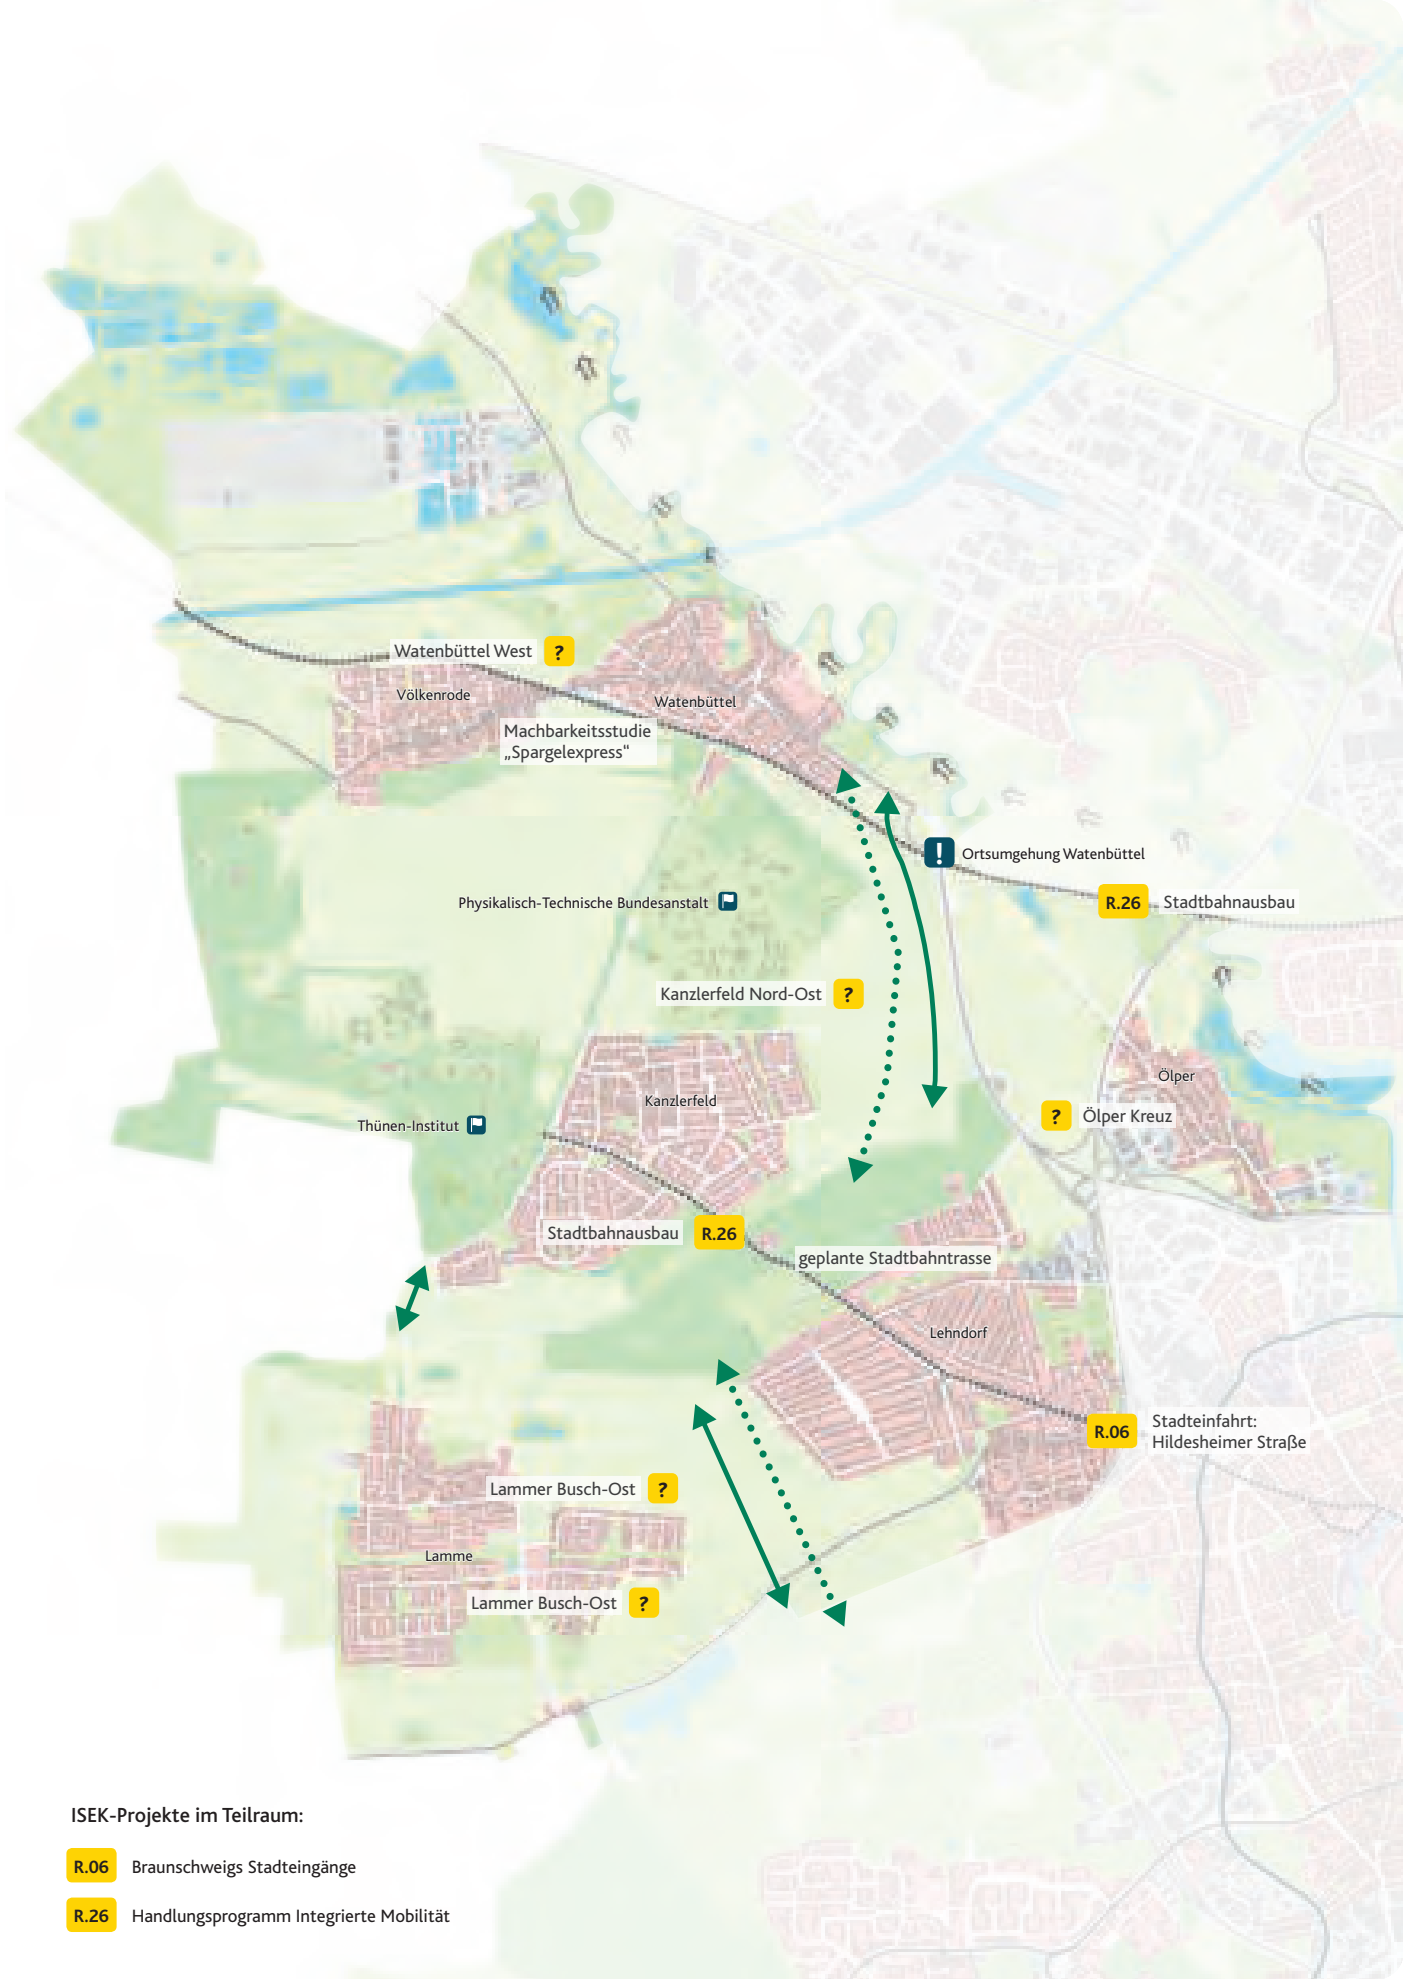 Watenbüttel West ?
Völkenrode
Watenbüttel
Machbarkeitsstudie
„Spargelexpress“
! Ortsumgehung Watenbüttel
Physikalisch-Technische Bundesanstalt
R.26 Stadtbahnausbau
Kanzlerfeld Nord-Ost ?
Ölper
Kanzlerfeld
? Ölper Kreuz
Thünen-Institut
Stadtbahnausbau R.26
geplante Stadtbahntrasse
Lehndorf
R.06 Stadteinfahrt:
Hildesheimer Straße
Lammer Busch-Ost ?
Lamme
Lammer Busch-Ost ?
ISEK-Projekte im Teilraum:
R.06 Braunschweigs Stadteingänge
R.26 Handlungsprogramm Integrierte Mobilität